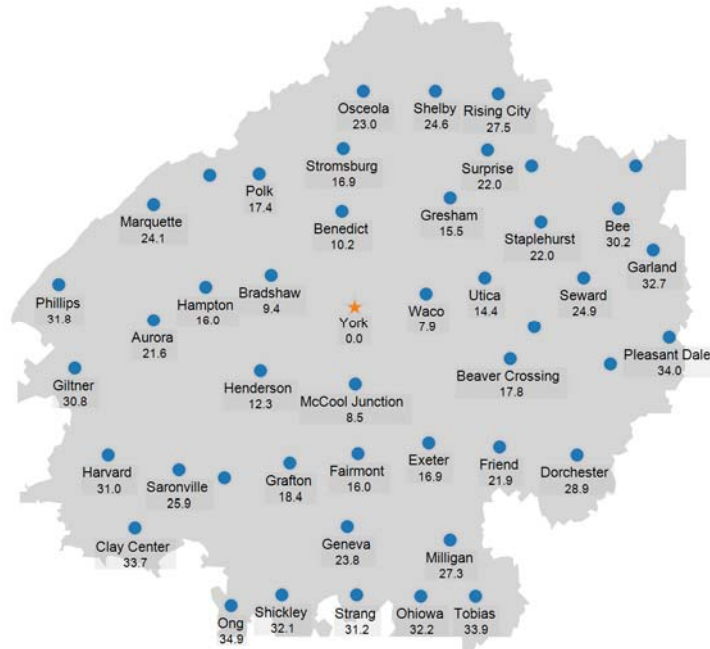 Osceola
23.0
Shelby
24.6
Rising City
27.5
Stromsburg
16.9
Surprise
22.0
Polk
17.4
Marquette
24.1
Benedict
10.2
Gresham
15.5
Staplehurst
22.0
Bee
30.2
Garland
32.7
Phillips
31.8
Hampton
16.0
Bradshaw
9.4
York
0.0
Waco
7.9
Utica
14.4
Seward
24.9
Aurora
21.6
Pleasant Dale
34.0
Giltner
30.8
Henderson
12.3
McCool Junction
8.5
Beaver Crossing
17.8
Harvard
31.0
Saronville
25.9
Grafton
18.4
Fairmont
16.0
Exeter
16.9
Friend
21.9
Dorchester
28.9
Clay Center
33.7
Geneva
23.8
Milligan
27.3
Ong
34.9
Shickley
32.1
Strang
31.2
Ohiowa
32.2
Tobias
33.9